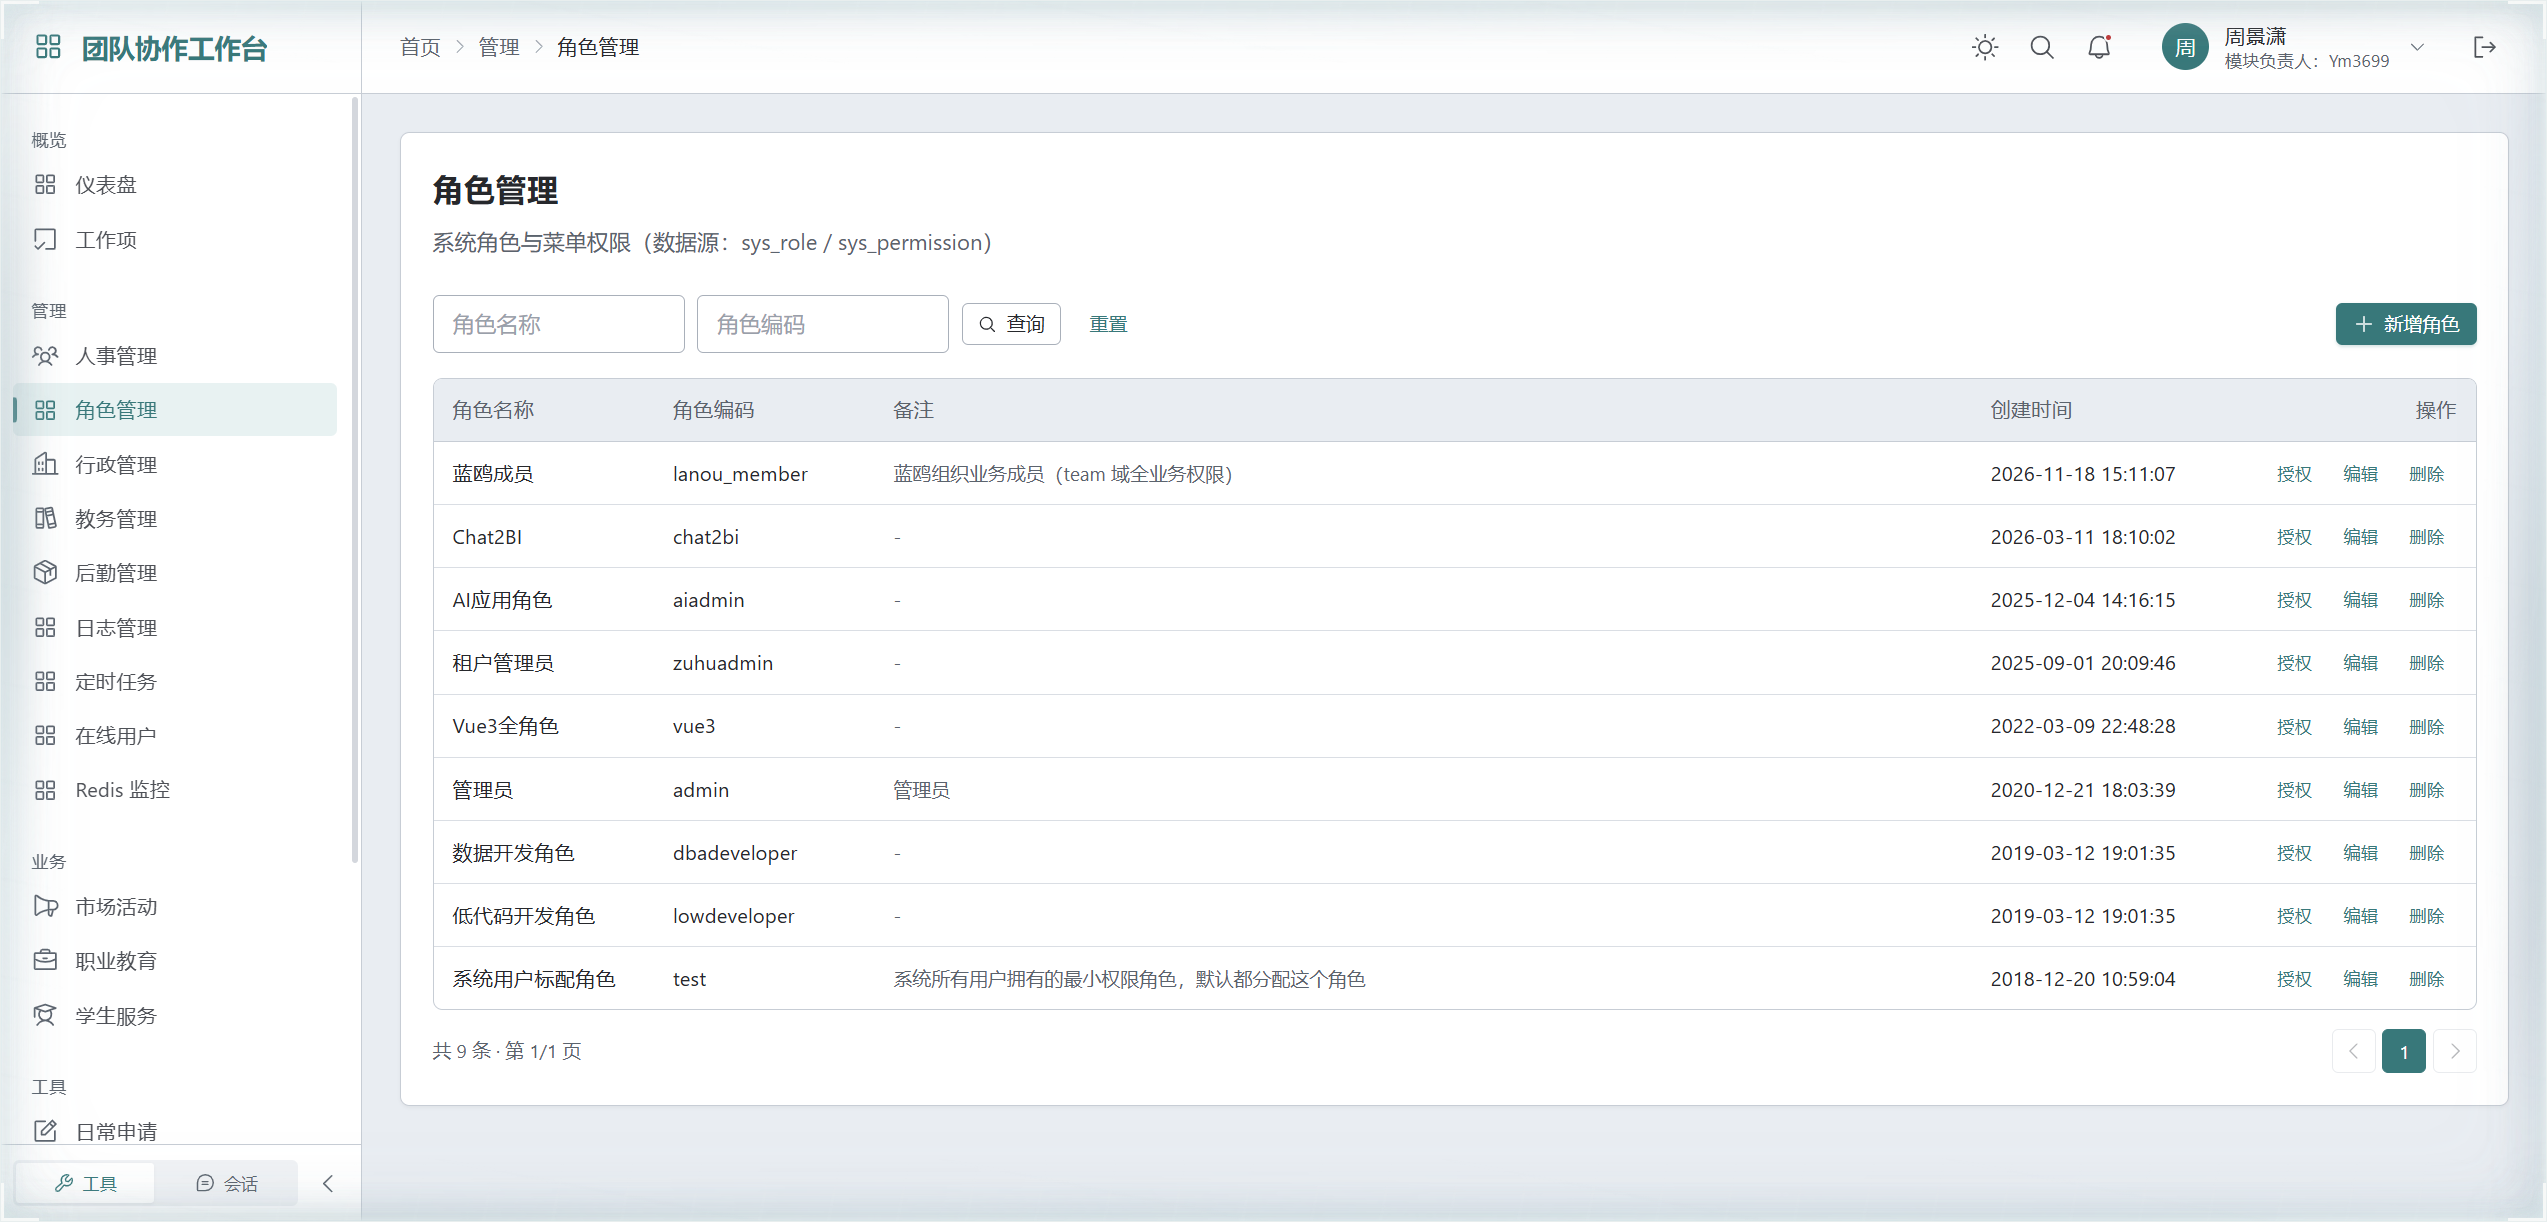 团队协作工作台
首页 > 管理 > 角色管理
周
周景潇
模块负责人：Ym3699
概览
仪表盘
工作项
管理
人事管理
角色管理
行政管理
教务管理
后勤管理
日志管理
定时任务
在线用户
Redis 监控
业务
市场活动
职业教育
学生服务
工具
日常申请
工具 会话
角色管理
系统角色与菜单权限（数据源：sys_role / sys_permission）
角色名称 角色编码 查询 重置 新增角色
角色名称 角色编码 备注 创建时间 操作
蓝鸥成员 lanou_member 蓝鸥组织业务成员（team 域全业务权限） 2026-11-18 15:11:07 授权 编辑 删除
Chat2BI chat2bi - 2026-03-11 18:10:02 授权 编辑 删除
AI应用角色 aiadmin - 2025-12-04 14:16:15 授权 编辑 删除
租户管理员 zuhuadmin - 2025-09-01 20:09:46 授权 编辑 删除
Vue3全角色 vue3 - 2022-03-09 22:48:28 授权 编辑 删除
管理员 admin 管理员 2020-12-21 18:03:39 授权 编辑 删除
数据开发角色 dbadeveloper - 2019-03-12 19:01:35 授权 编辑 删除
低代码开发角色 lowdeveloper - 2019-03-12 19:01:35 授权 编辑 删除
系统用户标配角色 test 系统所有用户拥有的最小权限角色，默认都分配这个角色 2018-12-20 10:59:04 授权 编辑 删除
共 9 条 · 第 1/1 页
1